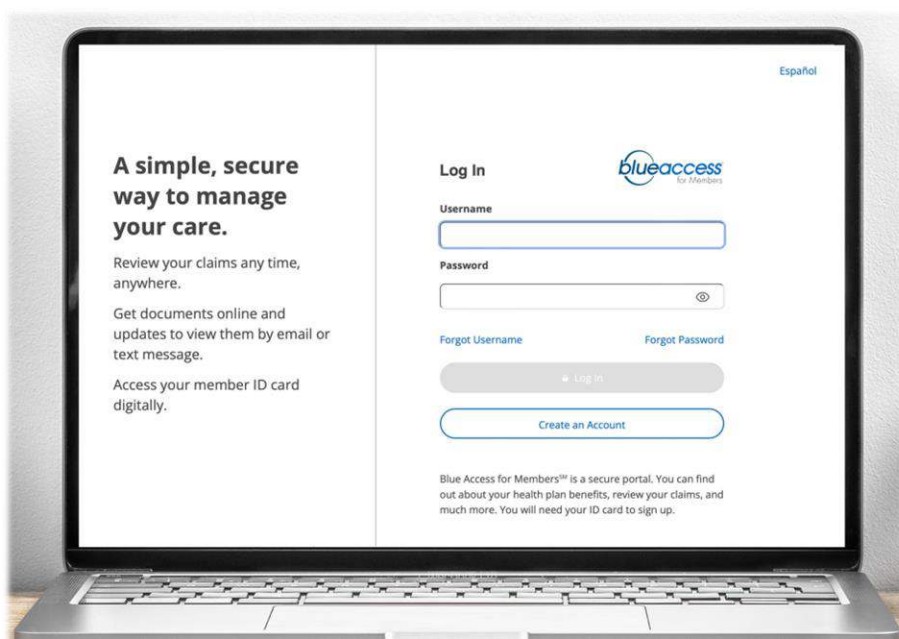 Español
A simple, secure
way to manage
your care.
Review your claims any time,
anywhere.
Get documents online and
updates to view them by email or
text message.
Access your member ID card
digitally.
Log In
blueaccess
for Members
Username
Password
Forgot Username
Forgot Password
Log In
Create an Account
Blue Access for Members℠ is a secure portal. You can find
out about your health plan benefits, review your claims, and
much more. You will need your ID card to sign up.